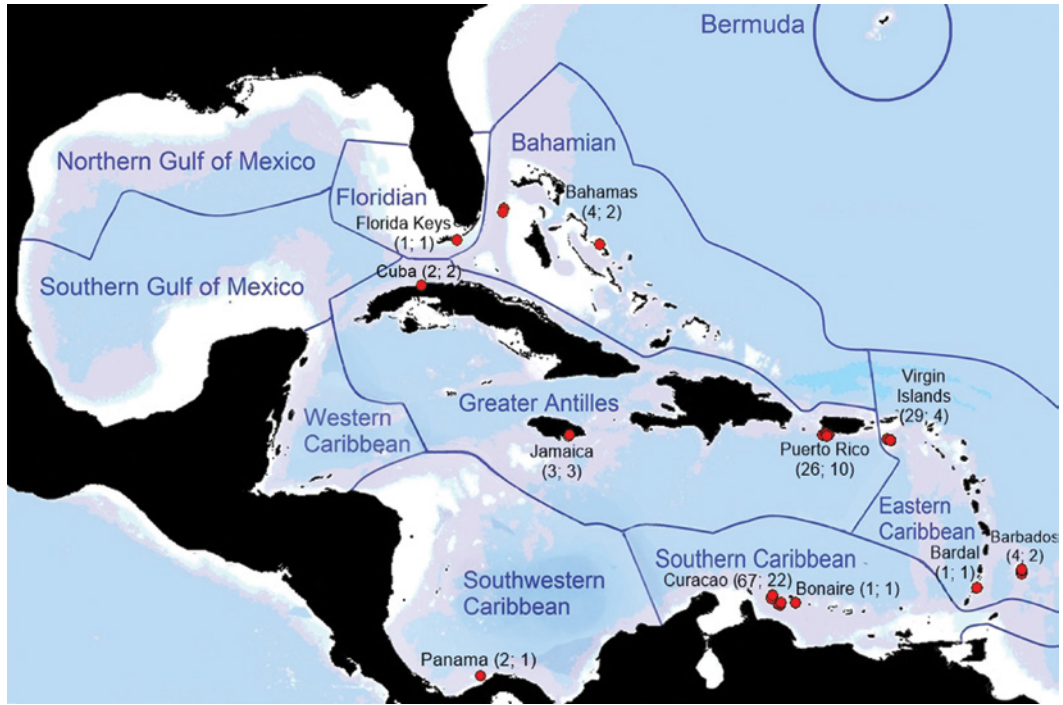 Bermuda
Bahamian
Northern Gulf of Mexico
Floridian
Bahamas
(4; 2)
Florida Keys
(1; 1)
Cuba (2; 2)
Southern Gulf of Mexico
Virgin
Islands
(29; 4)
Greater Antilles
Western
Caribbean
Jamaica
(3; 3)
Puerto Rico
(26; 10)
Eastern
Caribbean
Barbados
(4; 2)
Bardal
(1; 1)
Southern Caribbean
Curacao (67; 22)
Bonaire (1; 1)
Southwestern
Caribbean
Panama (2; 1)